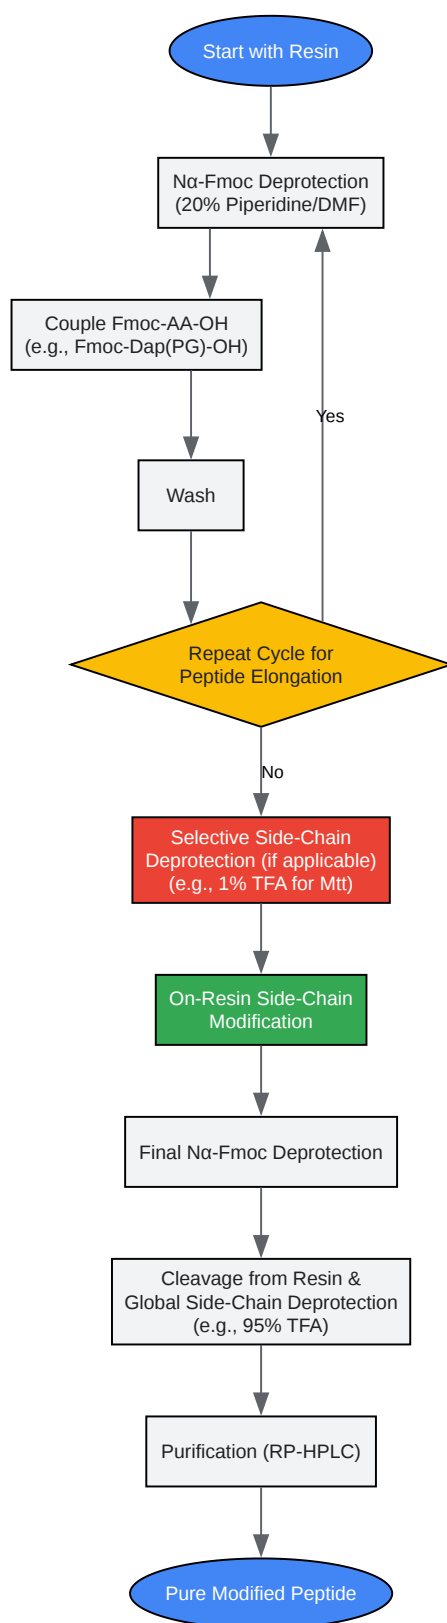 Start with Resin
Nα-Fmoc Deprotection
(20% Piperidine/DMF)
Couple Fmoc-AA-OH
(e.g., Fmoc-Dap(PG)-OH)
Yes
Wash
Repeat Cycle for
Peptide Elongation
No
Selective Side-Chain
Deprotection (if applicable)
(e.g., 1% TFA for Mtt)
On-Resin Side-Chain
Modification
Final Nα-Fmoc Deprotection
Cleavage from Resin &
Global Side-Chain Deprotection
(e.g., 95% TFA)
Purification (RP-HPLC)
Pure Modified Peptide